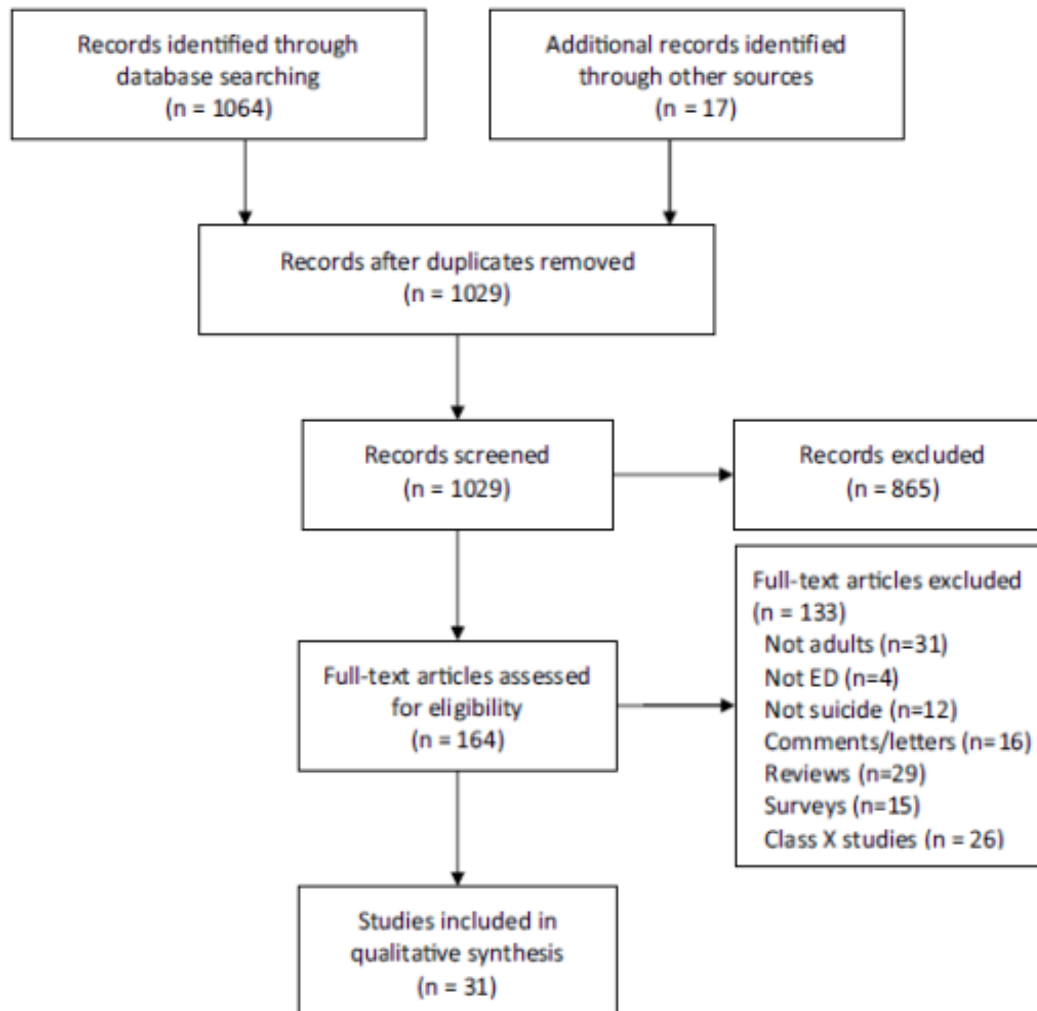 Records identified through
database searching
(n = 1064)
Additional records identified
through other sources
(n = 17)
Records after duplicates removed
(n = 1029)
Records screened
(n = 1029)
Records excluded
(n = 865)
Full-text articles assessed
for eligibility
(n = 164)
Full-text articles excluded
(n = 133)
Not adults (n=31)
Not ED (n=4)
Not suicide (n=12)
Comments/letters (n=16)
Reviews (n=29)
Surveys (n=15)
Class X studies (n = 26)
Studies included in
qualitative synthesis
(n = 31)